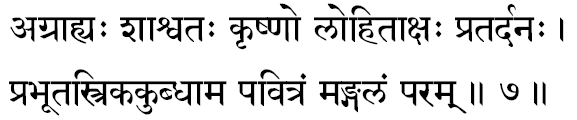 अग्राह्यः शाश्वतः कृष्णो लोहिताक्षः प्रतर्दनः ।
प्रभूतस्त्रिककुब्धाम पवित्रं मङ्गलं परम् ॥ ७ ॥